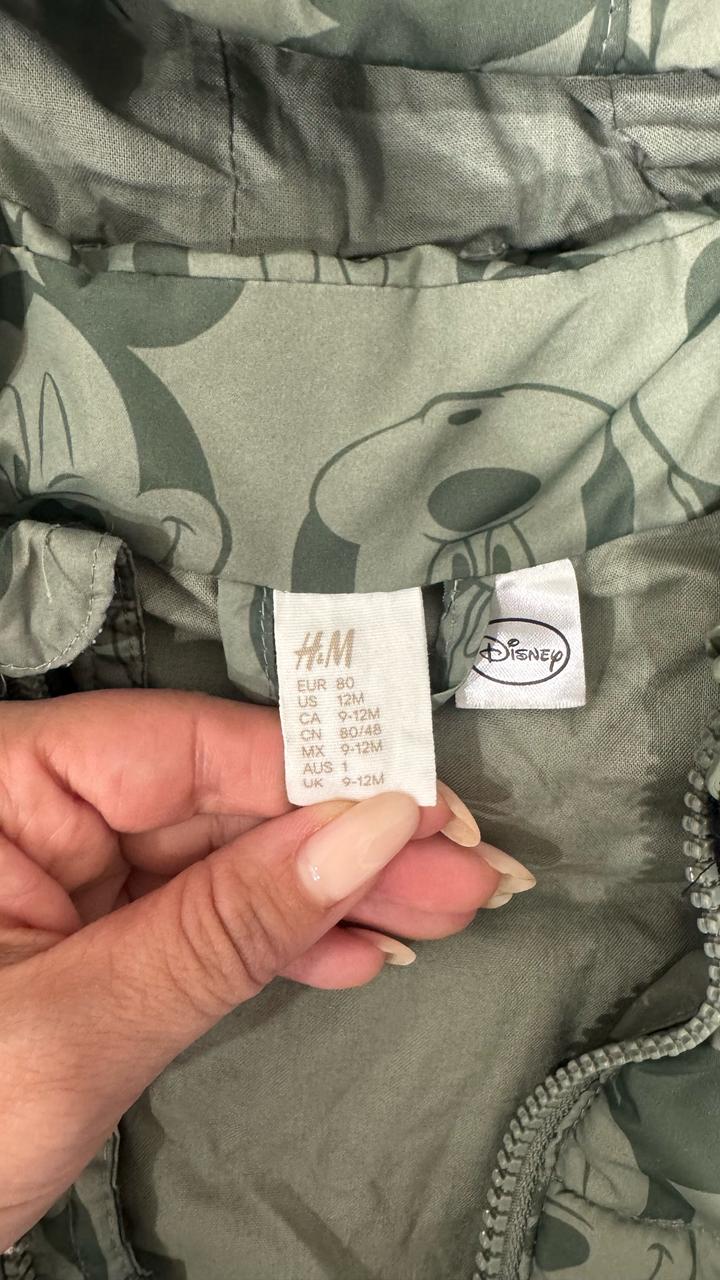 H&M
EUR 80
US 12M
CA 9-12M
CN 80/48
MX 9-12M
AUS 1
UK 9-12M
Disney